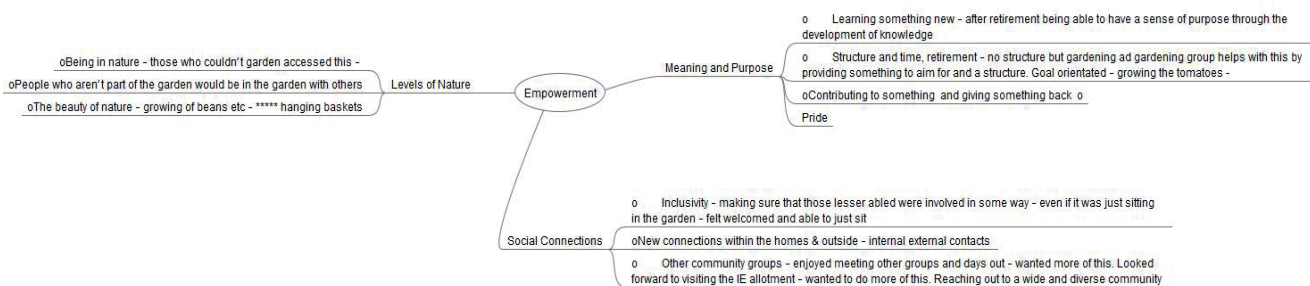 oBeing in nature - those who couldn't garden accessed this -
oPeople who aren't part of the garden would be in the garden with others
oThe beauty of nature - growing of beans etc - ***** hanging baskets
Levels of Nature
Empowerment
Meaning and Purpose
o Learning something new - after retirement being able to have a sense of purpose through the
development of knowledge
o Structure and time, retirement - no structure but gardening ad gardening group helps with this by
providing something to aim for and a structure. Goal orientated - growing the tomatoes -
oContributing to something and giving something back o
Pride
Social Connections
o Inclusivity - making sure that those lesser abled were involved in some way - even if it was just sitting
in the garden - felt welcomed and able to just sit
oNew connections within the homes & outside - internal external contacts
o Other community groups - enjoyed meeting other groups and days out - wanted more of this. Looked
forward to visiting the IE allotment - wanted to do more of this. Reaching out to a wide and diverse community